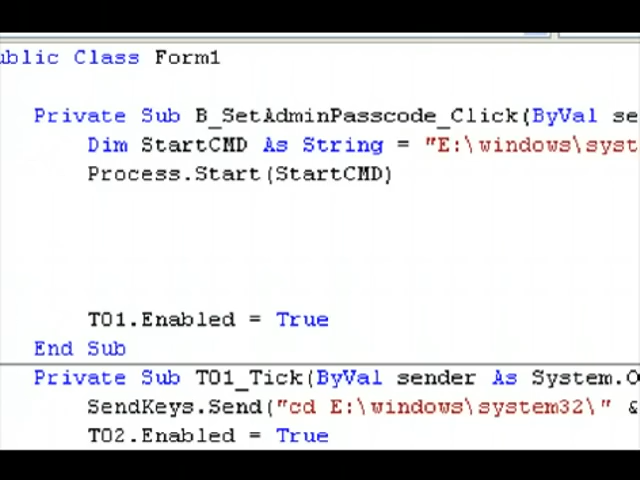 ublic Class Form1
Private Sub B_SetAdminPasscode_Click(ByVal se
Dim StartCMD As String = "E:\windows\syst
Process.Start(StartCMD)
T01.Enabled = True
End Sub
Private Sub T01_Tick(ByVal sender As System.O
SendKeys.Send("cd E:\windows\system32\" &
T02.Enabled = True